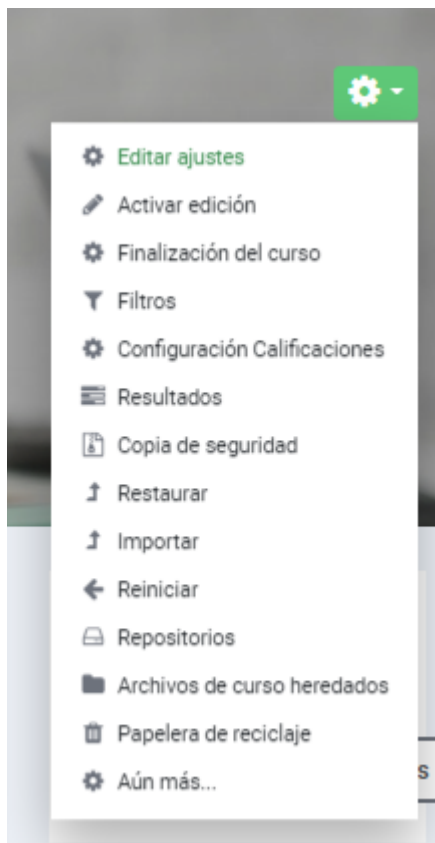 Editar ajustes
Activar edición
Finalización del curso
Filtros
Configuración Calificaciones
Resultados
Copia de seguridad
Restaurar
Importar
Reiniciar
Repositorios
Archivos de curso heredados
Papelera de reciclaje
Aún más...
s